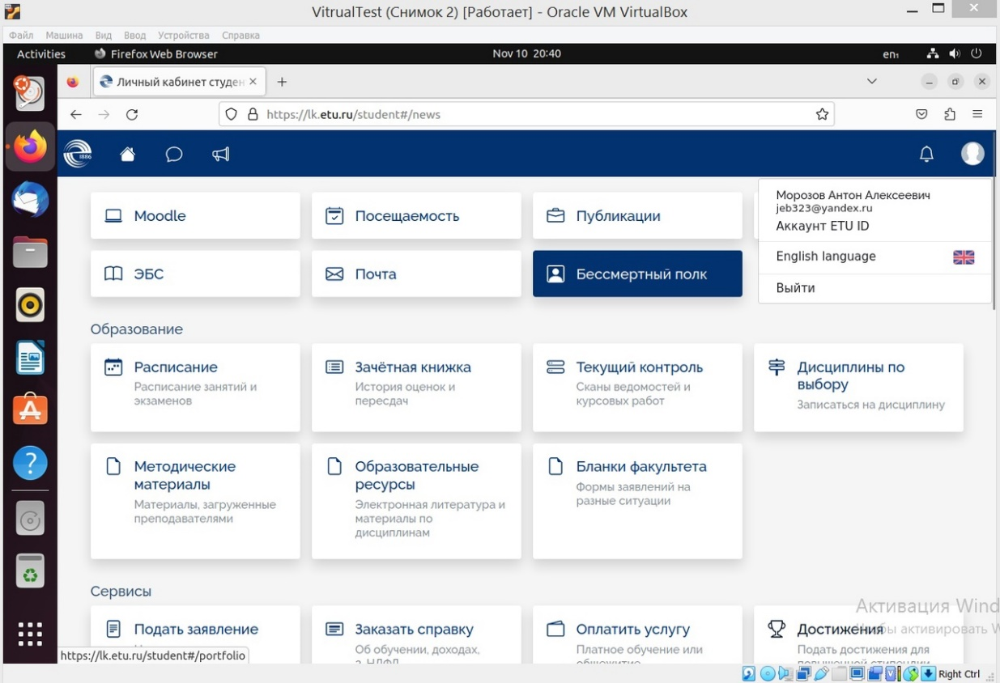 VitrualTest (Снимок 2) [Работает] - Oracle VM VirtualBox
Файл Машина Вид Ввод Устройства Справка
Activities Firefox Web Browser Nov 10 20:40 en₁
Личный кабинет студен
https://lk.etu.ru/student#/news
1886
Морозов Антон Алексеевич
jeb323@yandex.ru
Аккаунт ETU ID
English language
Выйти
Moodle Посещаемость Публикации
ЭБС Почта Бессмертный полк
Образование
Расписание
Расписание занятий и
экзаменов
Зачётная книжка
История оценок и
пересдач
Текущий контроль
Сканы ведомостей и
курсовых работ
Дисциплины по
выбору
Записаться на дисциплину
Методические
материалы
Материалы, загруженные
преподавателями
Образовательные
ресурсы
Электронная литература и
материалы по
дисциплинам
Бланки факультета
Формы заявлений на
разные ситуации
Сервисы
Подать заявление
Заказать справку
Об обучении, доходах,
2-НДФЛ
Оплатить услугу
Платное обучение или
общежитие
Достижения
Подать достижения для
повышенной стипендии
Активация Wind
активировать W
https://lk.etu.ru/student#/portfolio
Right Ctrl